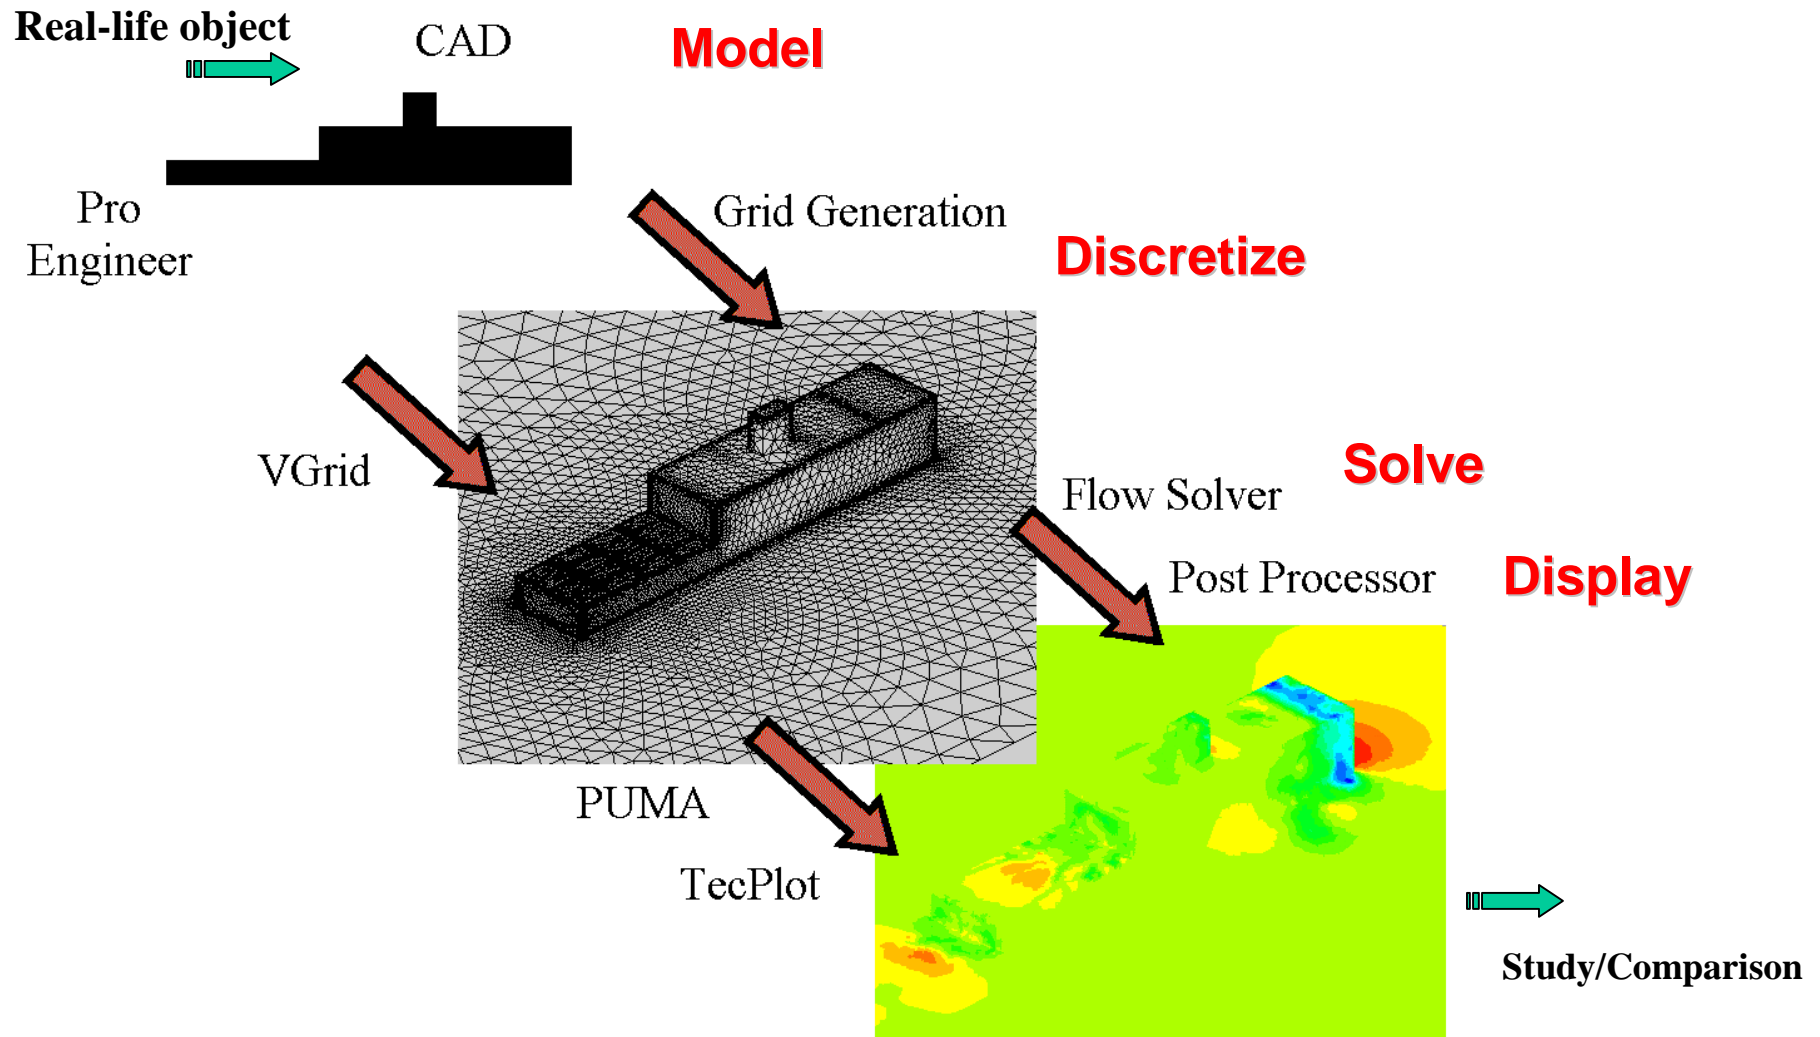 Real-life object
CAD
Model
Pro
Engineer
Grid Generation
Discretize
VGrid
Solve
Flow Solver
Post Processor
Display
PUMA
TecPlot
Study/Comparison